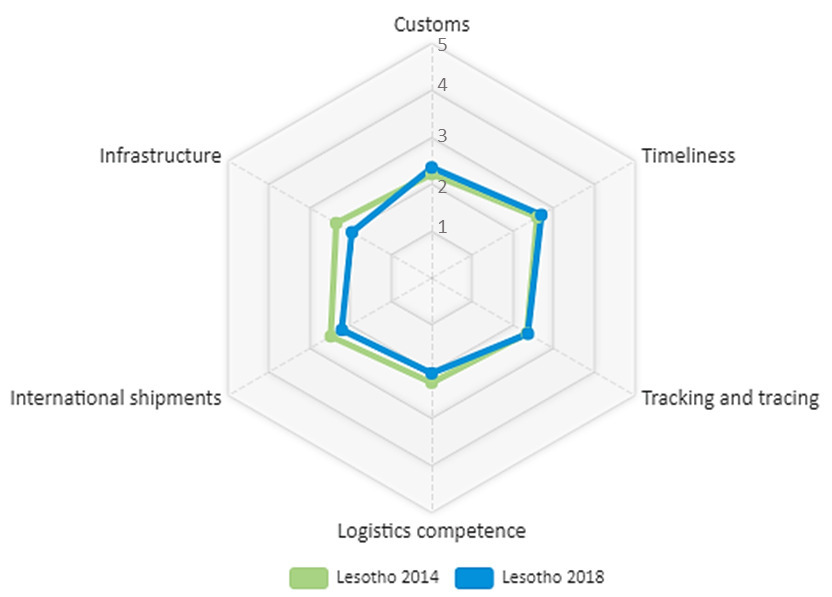 Customs
5
4
3
2
1
Infrastructure
Timeliness
International shipments
Tracking and tracing
Logistics competence
Lesotho 2014
Lesotho 2018